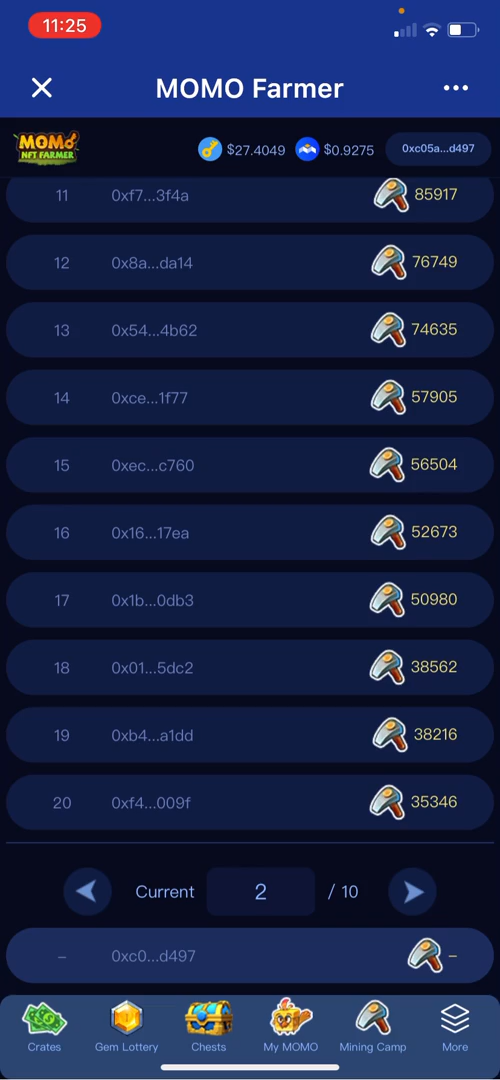 11:25
MOMO Farmer
MOMO
NFT FARMER
$27.4049
$0.9275
0xc05a...d497
11 0xf7...3f4a 85917
12 0x8a...da14 76749
13 0x54...4b62 74635
14 0xce...1f77 57905
15 0xec...c760 56504
16 0x16...17ea 52673
17 0x1b...0db3 50980
18 0x01...5dc2 38562
19 0xb4...a1dd 38216
20 0xf4...009f 35346
Current 2 / 10
– 0xc0...d497 –
Crates Gem Lottery Chests My MOMO Mining Camp More